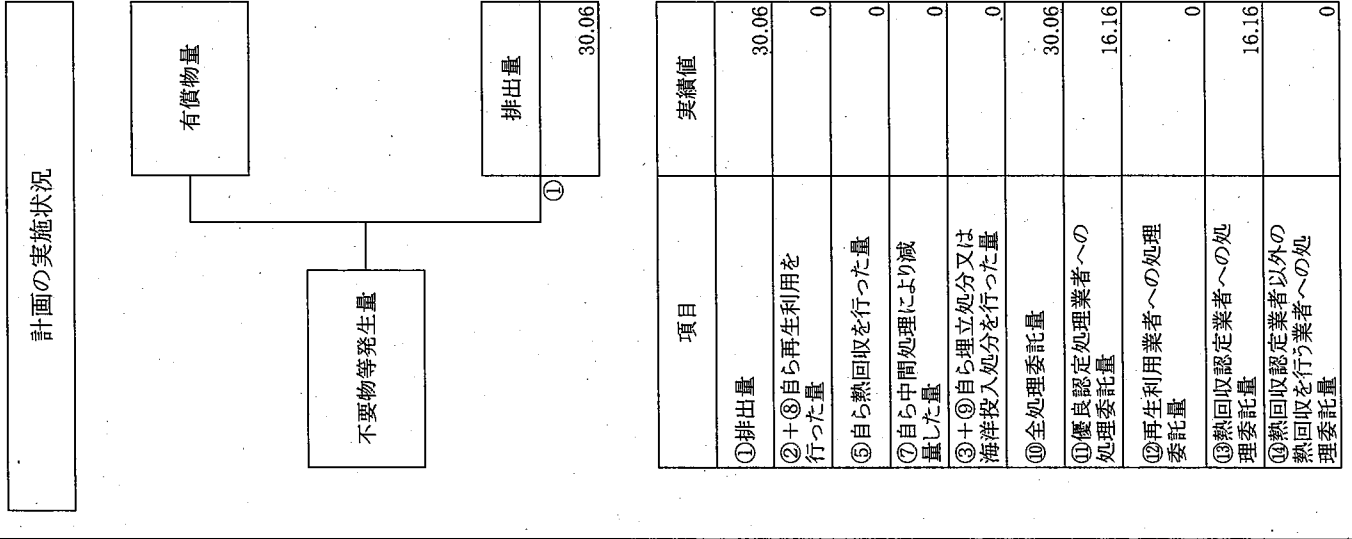 計画の実施状況
有償物量
不要物等発生量
排出量
①
30.06
項目
実績値
①排出量
30.06
②+⑧自ら再生利用を
行った量
0
⑤自ら熱回収を行った量
0
⑦自ら中間処理により減
量した量
0
③+⑨自ら埋立処分又は
海洋投入処分を行った量
0
⑩全処理委託量
30.06
⑪優良認定処理業者への
処理委託量
16.16
⑫再生利用業者への処理
委託量
0
⑬熱回収認定業者への処
理委託量
16.16
⑭熱回収認定業者以外の
熱回収を行う業者への処
理委託量
0